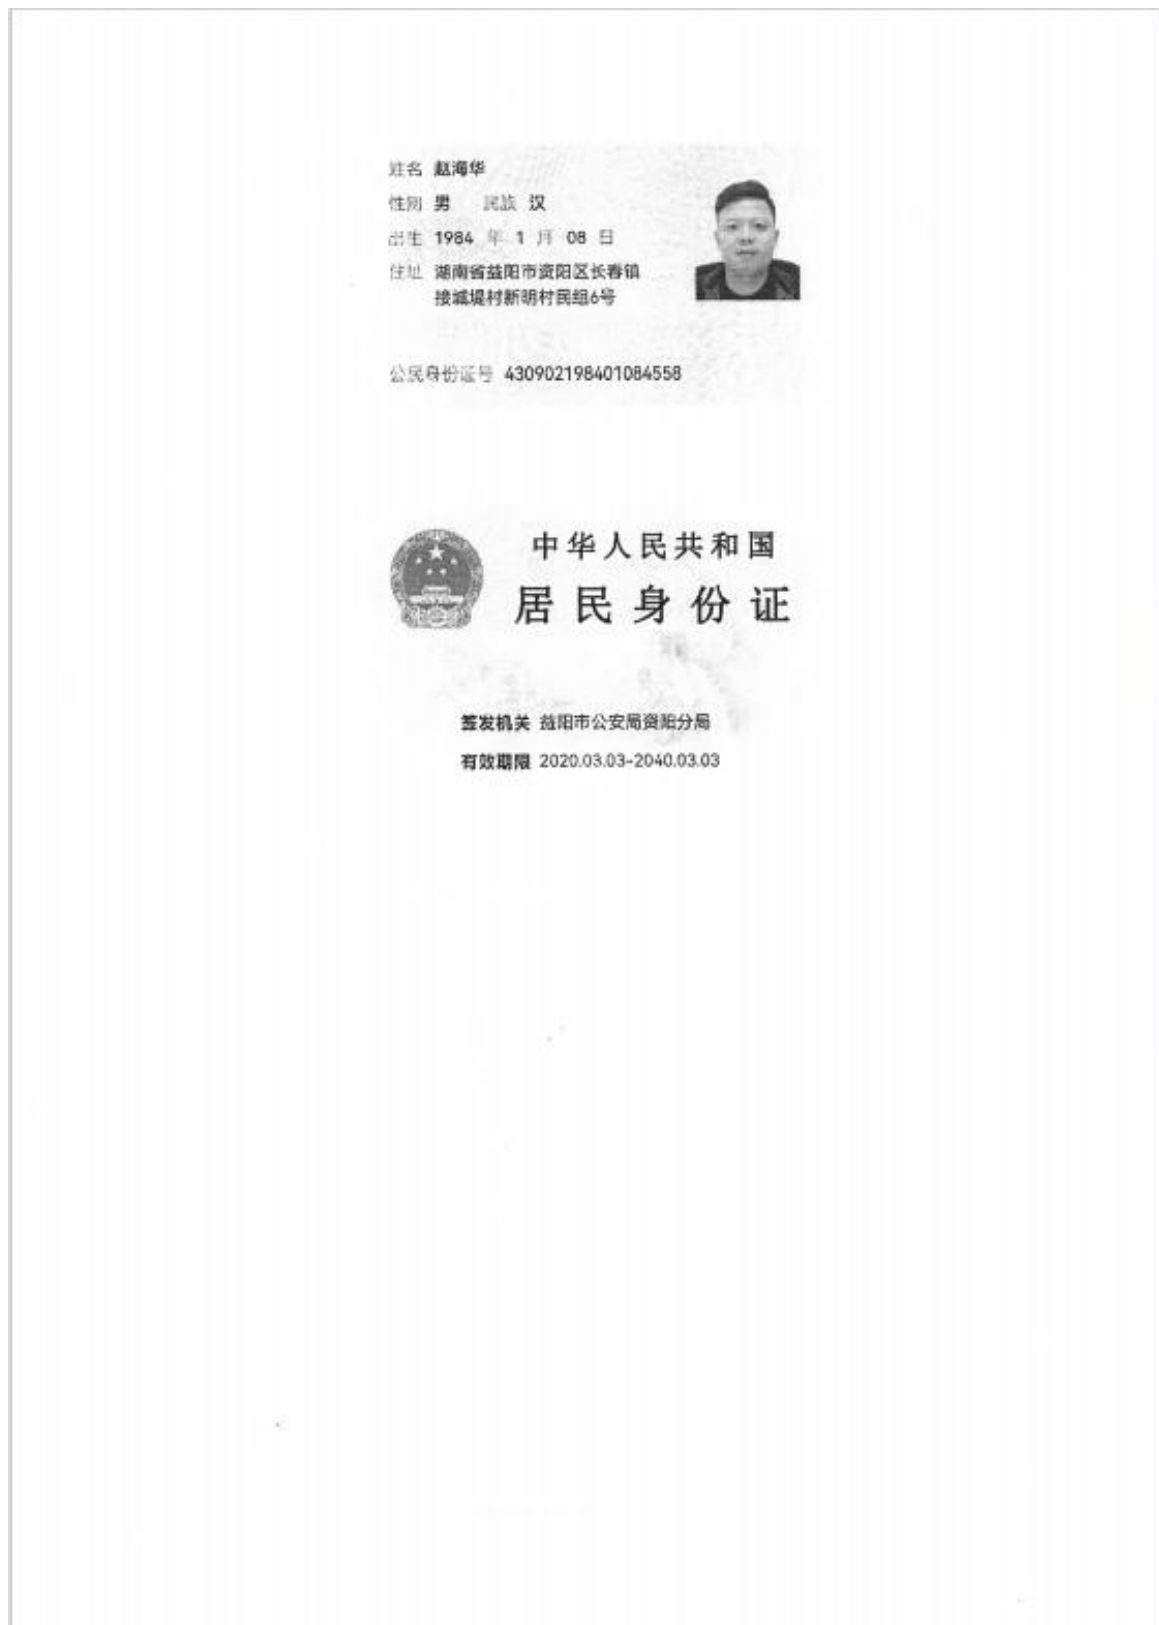 姓名 赵海华
性别 男 民族 汉
出生 1984 年 1 月 08 日
住址 湖南省益阳市资阳区长春镇
接城堤村新明村民组6号
公民身份证号 430902198401084558
中华人民共和国
居民身份证
签发机关 益阳市公安局资阳分局
有效期限 2020.03.03-2040.03.03